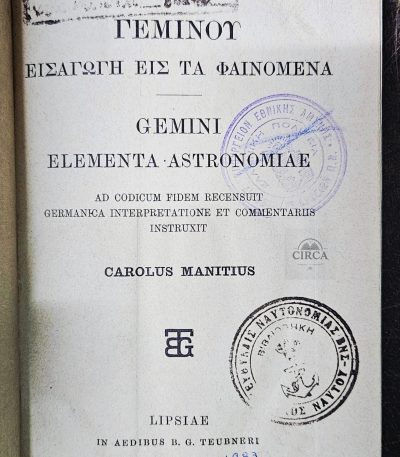 ΓΕΜΙΝΟΥ
ΕΙΣΑΓΩΓΗ ΕΙΣ ΤΑ ΦΑΙΝΟΜΕΝΑ
GEMINI
ELEMENTA ASTRONOMIAE
AD CODICUM FIDEM RECENSUIT
GERMANICA INTERPRETATIONE ET COMMENTARIIS
INSTRUXIT
CIRCA
CAROLUS MANITIUS
ΒΙΒΛΙΟΘΗΚΗ
LIPSIAE
IN AEDIBUS B. G. TEUBNERI